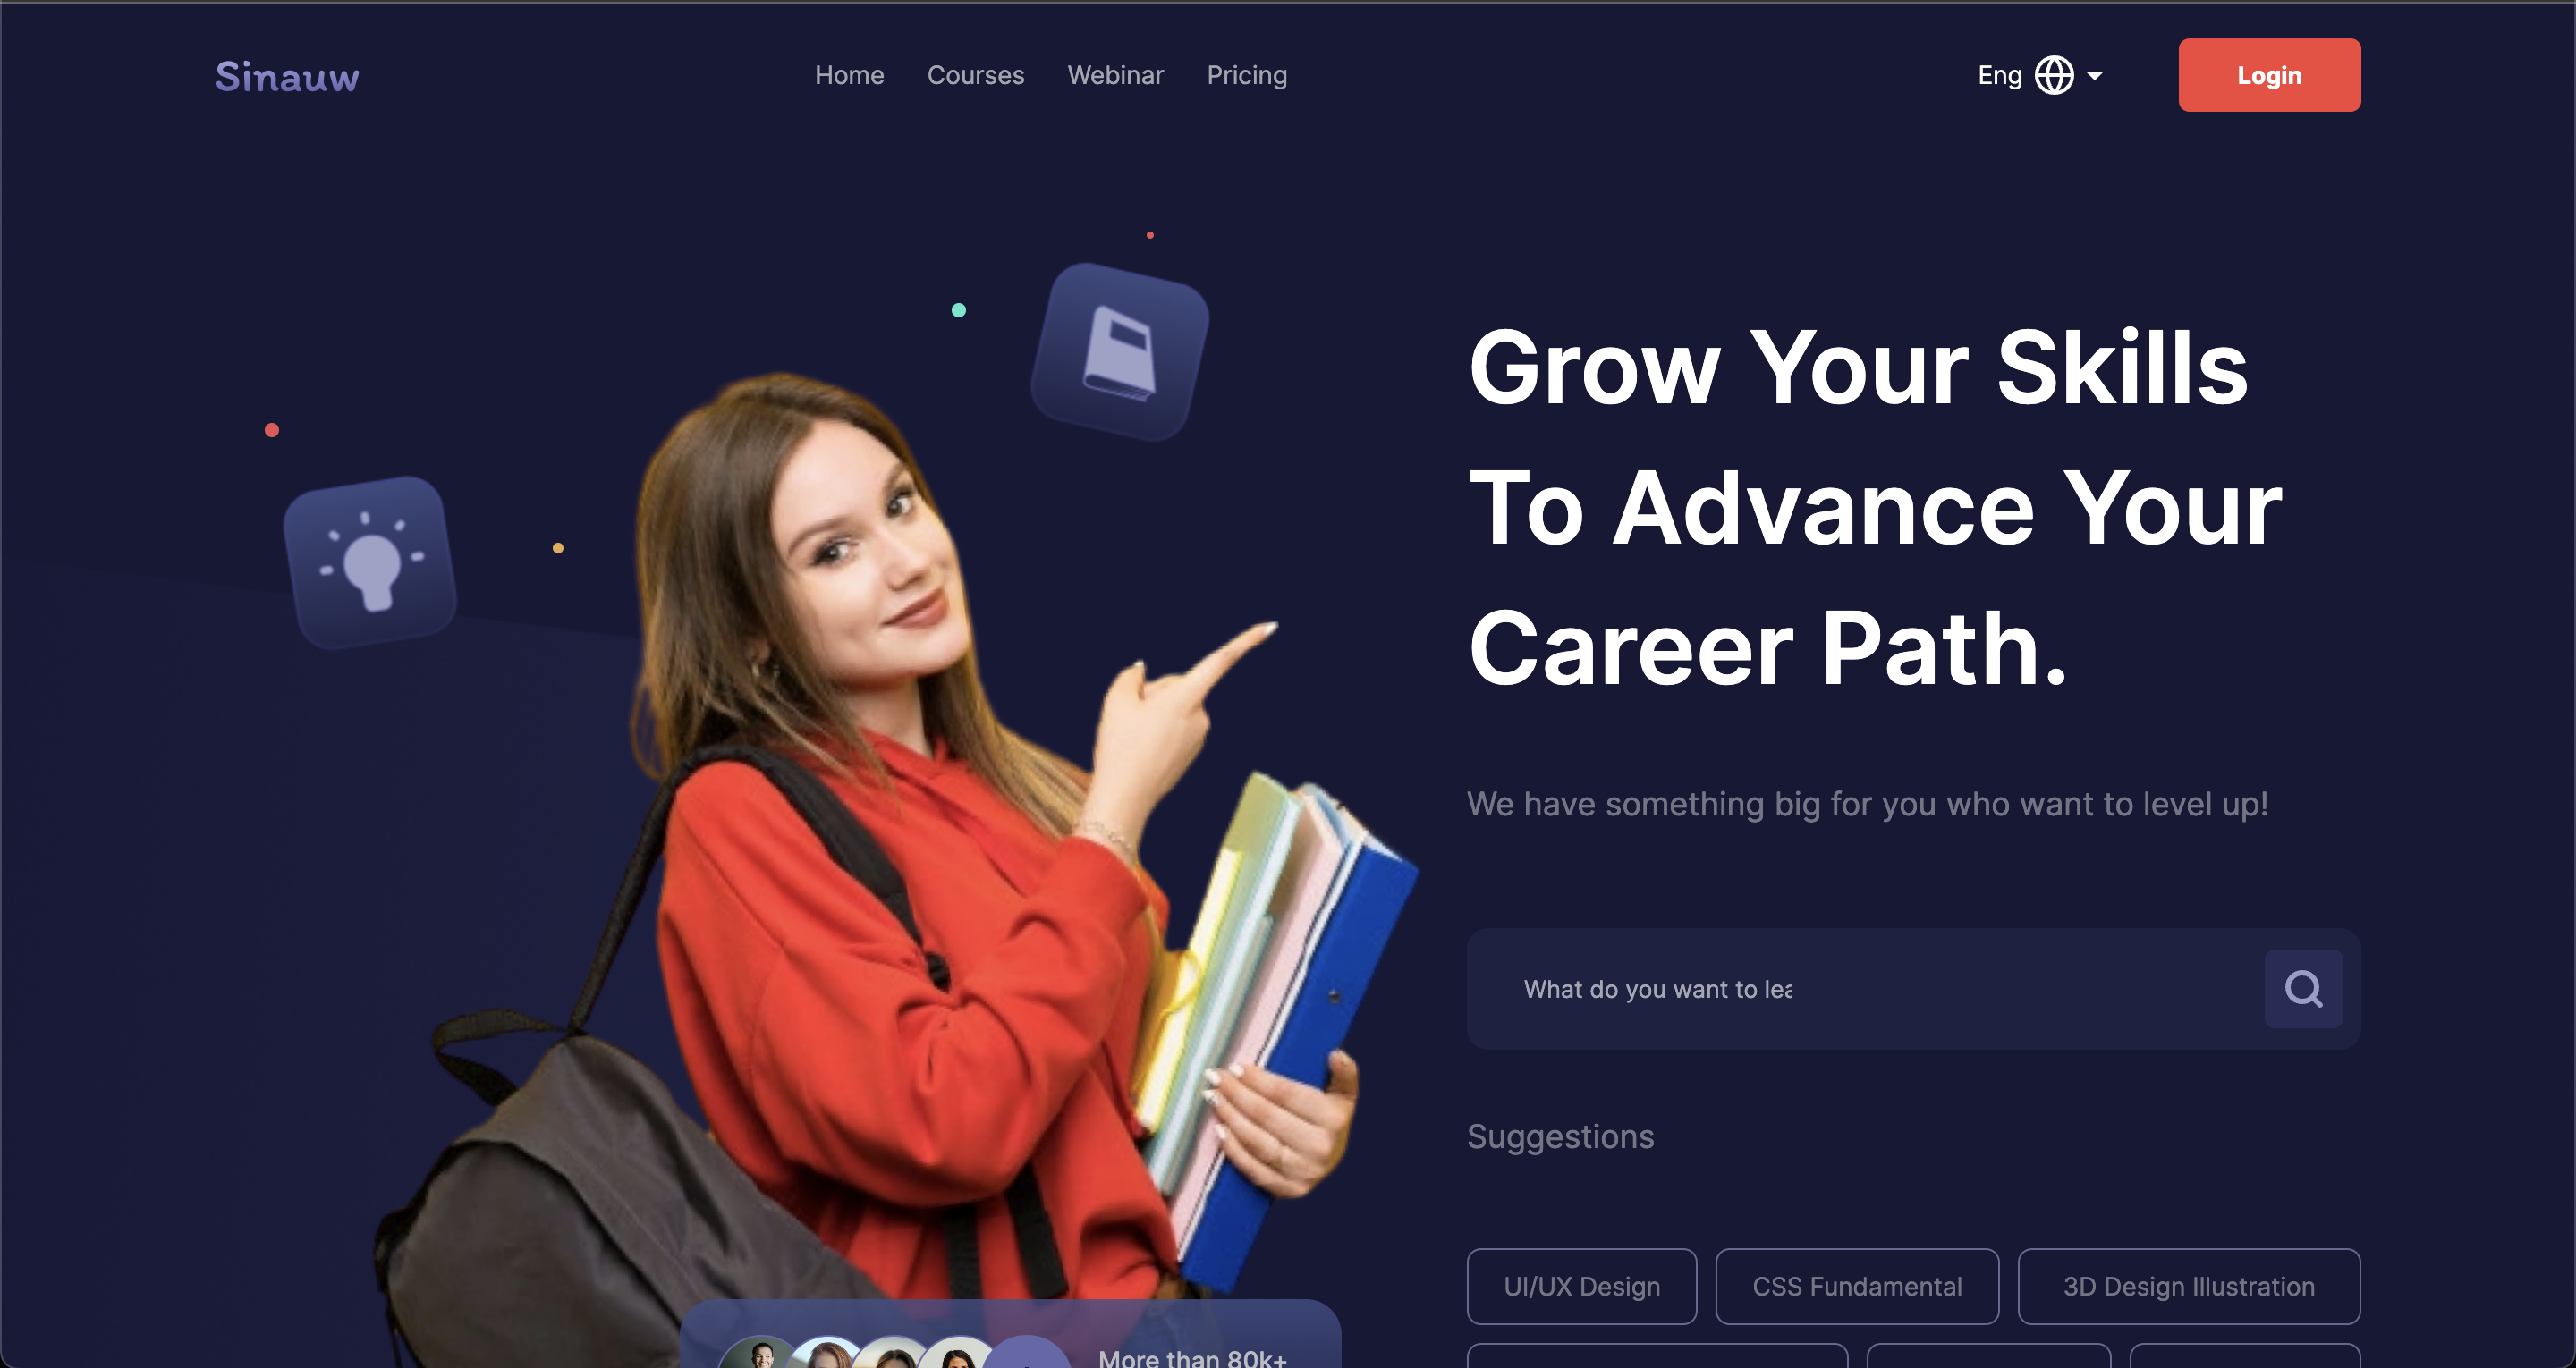 Sinauw
Home Courses Webinar Pricing
Eng
Login
Grow Your Skills
To Advance Your
Career Path.
We have something big for you who want to level up!
What do you want to lea
Suggestions
UI/UX Design
CSS Fundamental
3D Design Illustration
More than 80k+